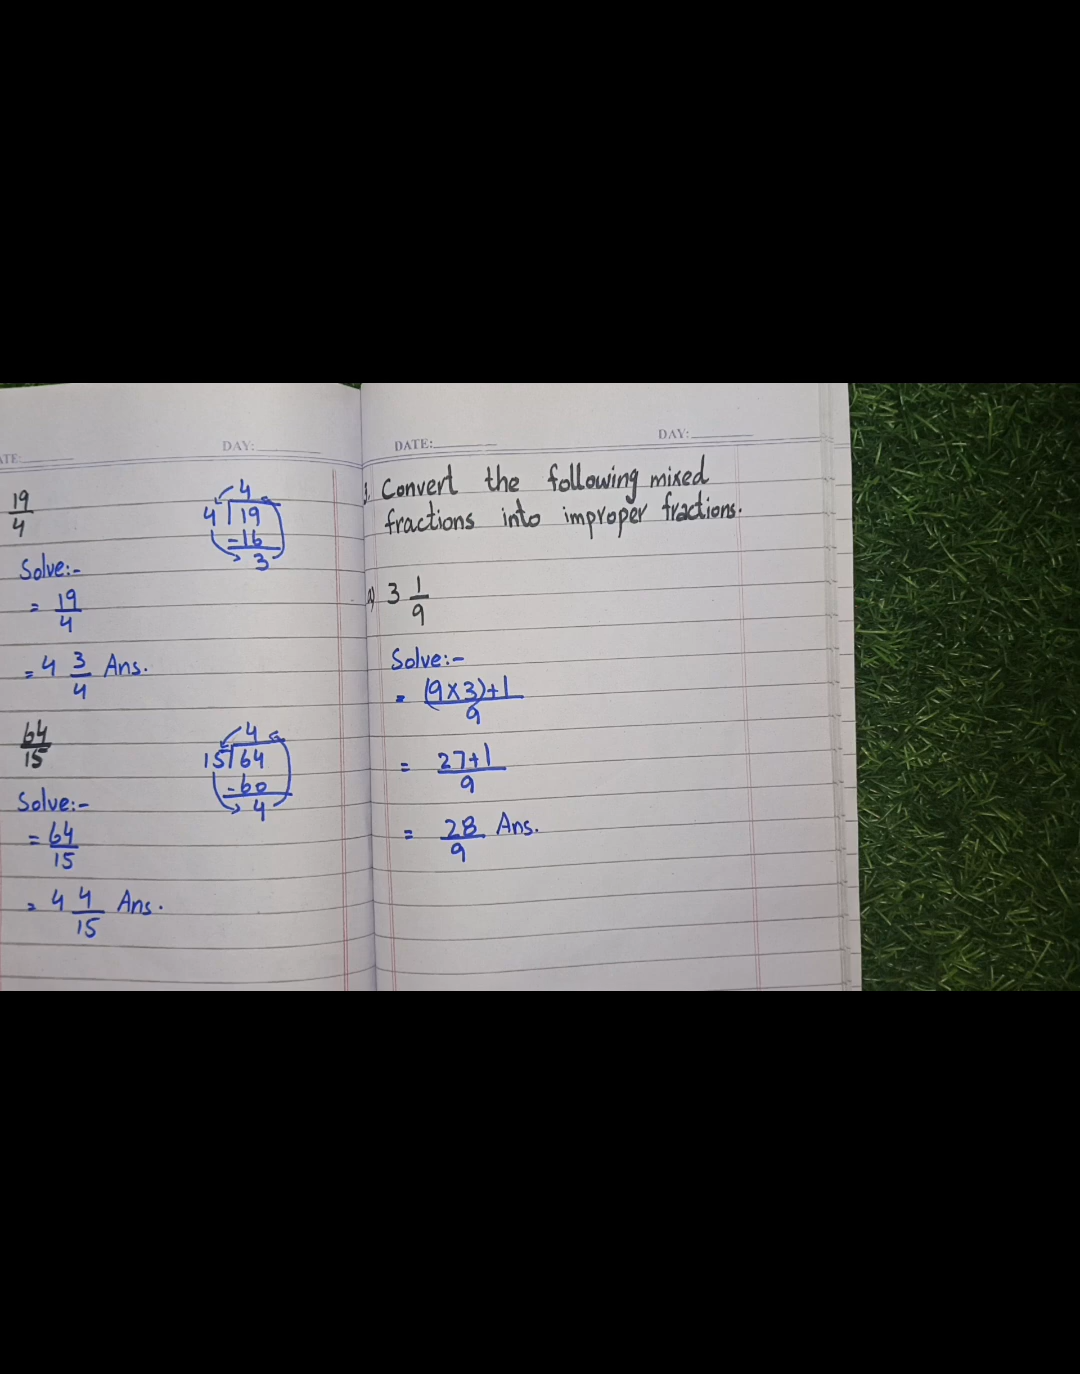 DAY:
19
4
4
4 19
-16
3
Solve:-
= 19
4
= 4 3 Ans.
4
64
15
4
15 64
-60
4
Solve:-
= 64
15
= 4 4 Ans.
15
DATE:
DAY:
Convert the following mixed
fractions into improper fractions.
3 1
9
Solve:-
= (9×3)+1
9
= 27+1
9
= 28 Ans.
9